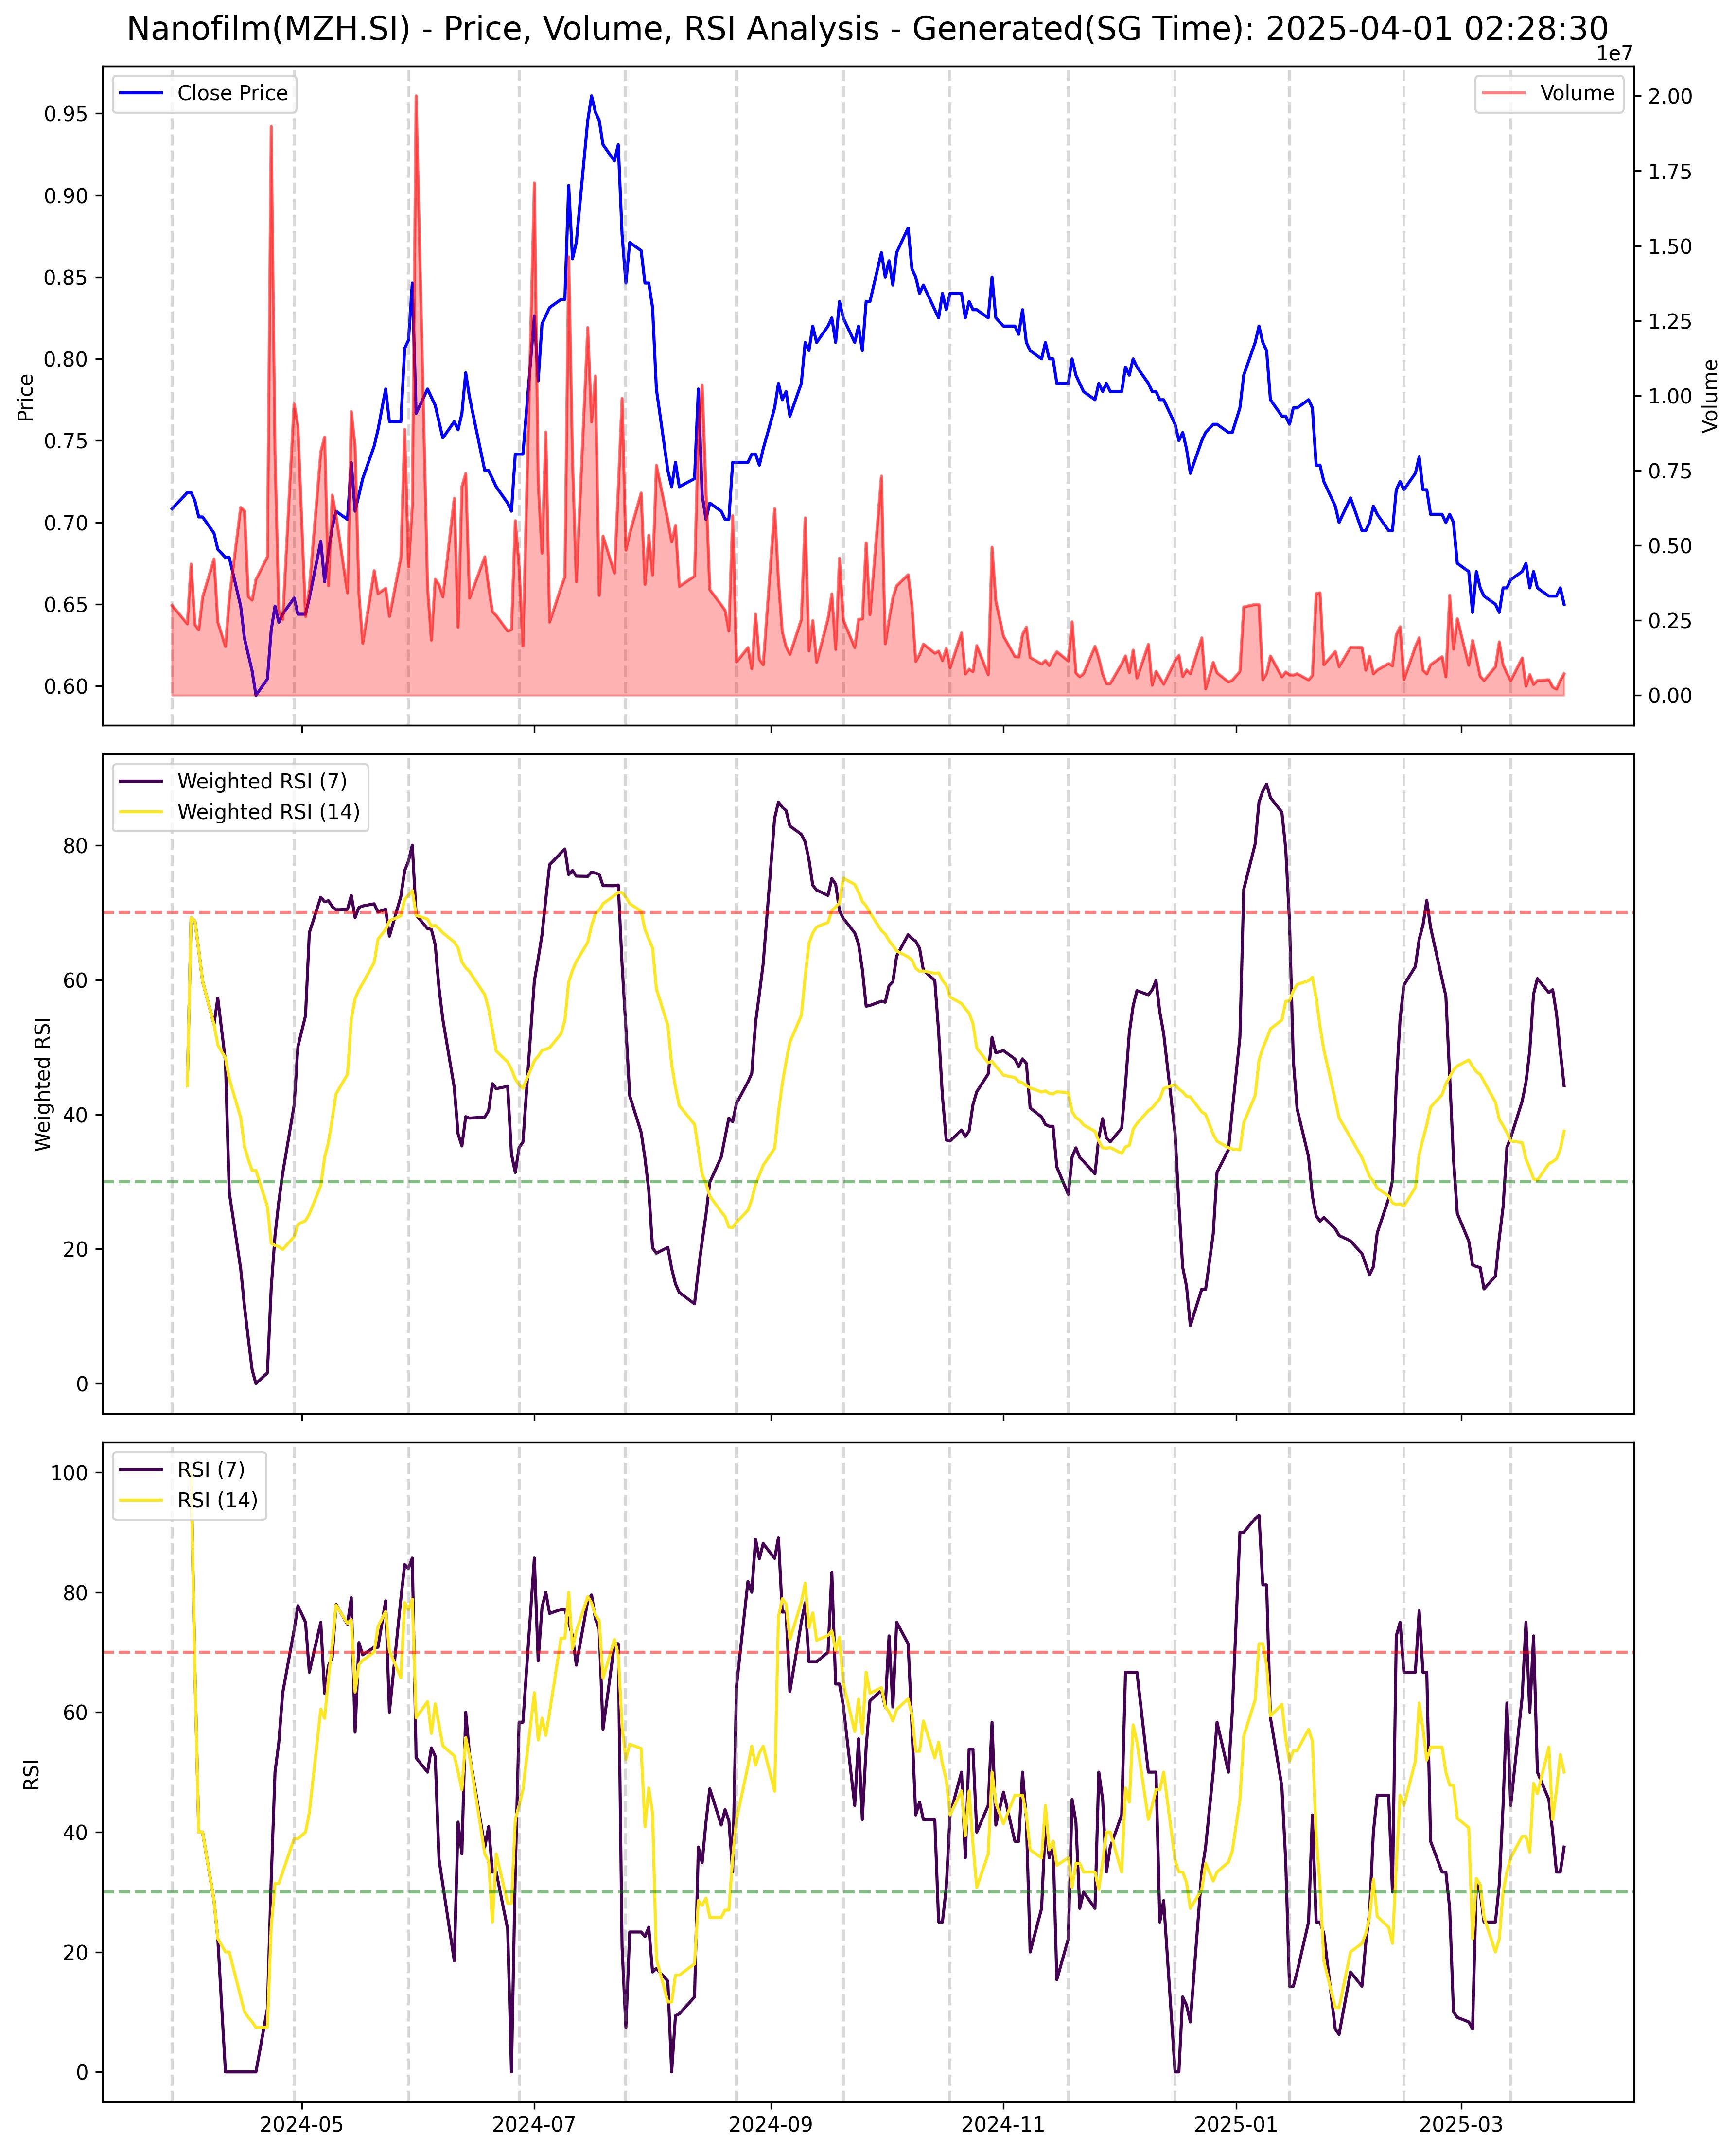 Nanofilm(MZH.SI) - Price, Volume, RSI Analysis - Generated(SG Time): 2025-04-01 02:28:30
1e7
Close Price
Volume
0.95
0.90
0.85
0.80
0.75
0.70
0.65
0.60
Price
2.00
1.75
1.50
1.25
1.00
0.75
0.50
0.25
0.00
Volume
Weighted RSI (7)
Weighted RSI (14)
80
60
40
20
0
Weighted RSI
RSI (7)
RSI (14)
100
80
60
40
20
0
RSI
2024-05
2024-07
2024-09
2024-11
2025-01
2025-03